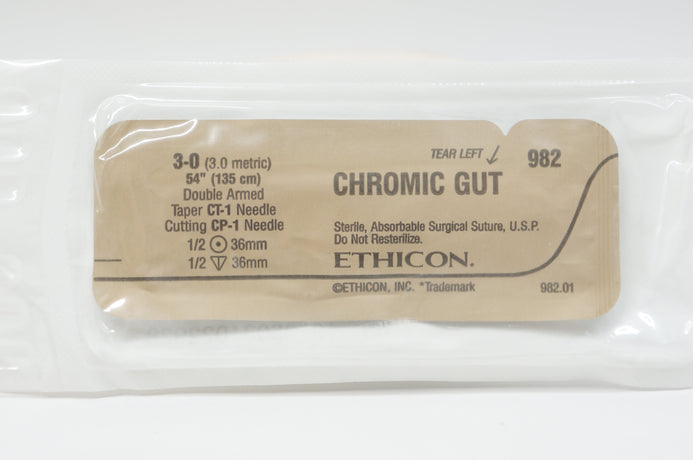 3-0 (3.0 metric)
54" (135 cm)
Double Armed
Taper CT-1 Needle
Cutting CP-1 Needle
1/2 36mm
1/2 36mm
TEAR LEFT
982
CHROMIC GUT
Sterile, Absorbable Surgical Suture, U.S.P.
Do Not Resterilize.
ETHICON.
©ETHICON, INC. *Trademark
982.01